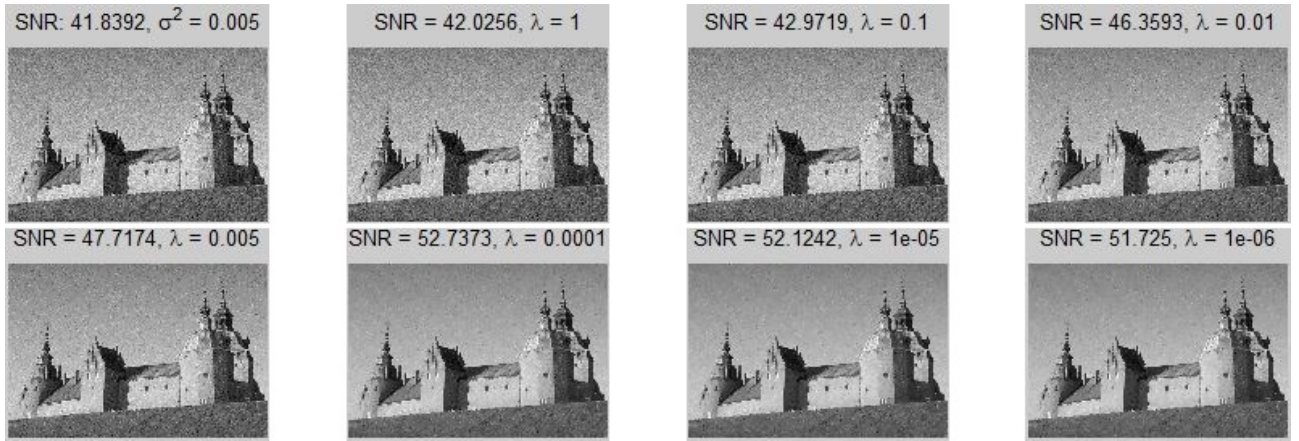 SNR: 41.8392, σ² = 0.005
SNR = 42.0256, λ = 1
SNR = 42.9719, λ = 0.1
SNR = 46.3593, λ = 0.01
SNR = 47.7174, λ = 0.005
SNR = 52.7373, λ = 0.0001
SNR = 52.1242, λ = 1e-05
SNR = 51.725, λ = 1e-06